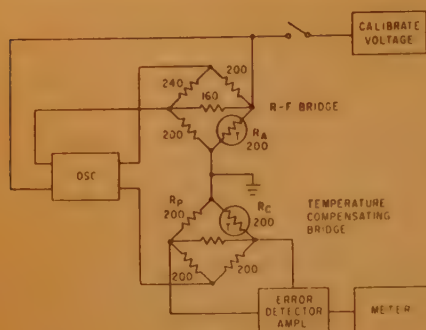 CALIBRATE
VOLTAGE
240
200
160
R-F BRIDGE
200
RA
T
200
OSC
RP
200
RC
T
200
TEMPERATURE
COMPENSATING
BRIDGE
200
200
ERROR
DETECTOR
AMPL
METER